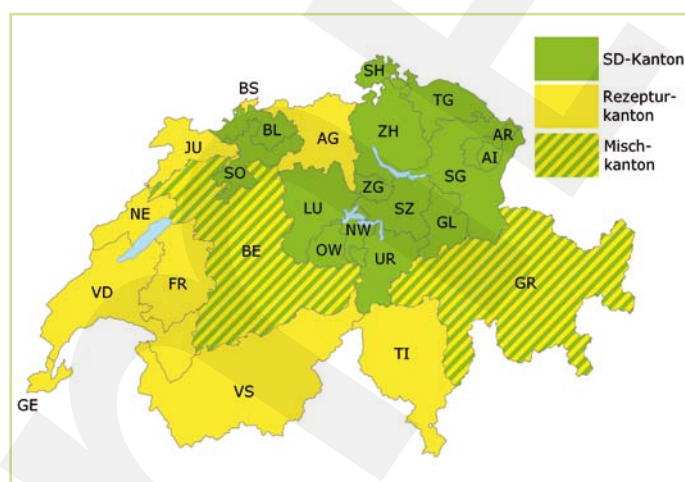 SH
SD-Kanton
BS
TG
Rezeptur-
kanton
BL
AG
ZH
AR
JU
AI
Misch-
kanton
SO
ZG
SG
LU
SZ
NE
NW
GL
BE
OW
UR
FR
GR
VD
TI
VS
GE